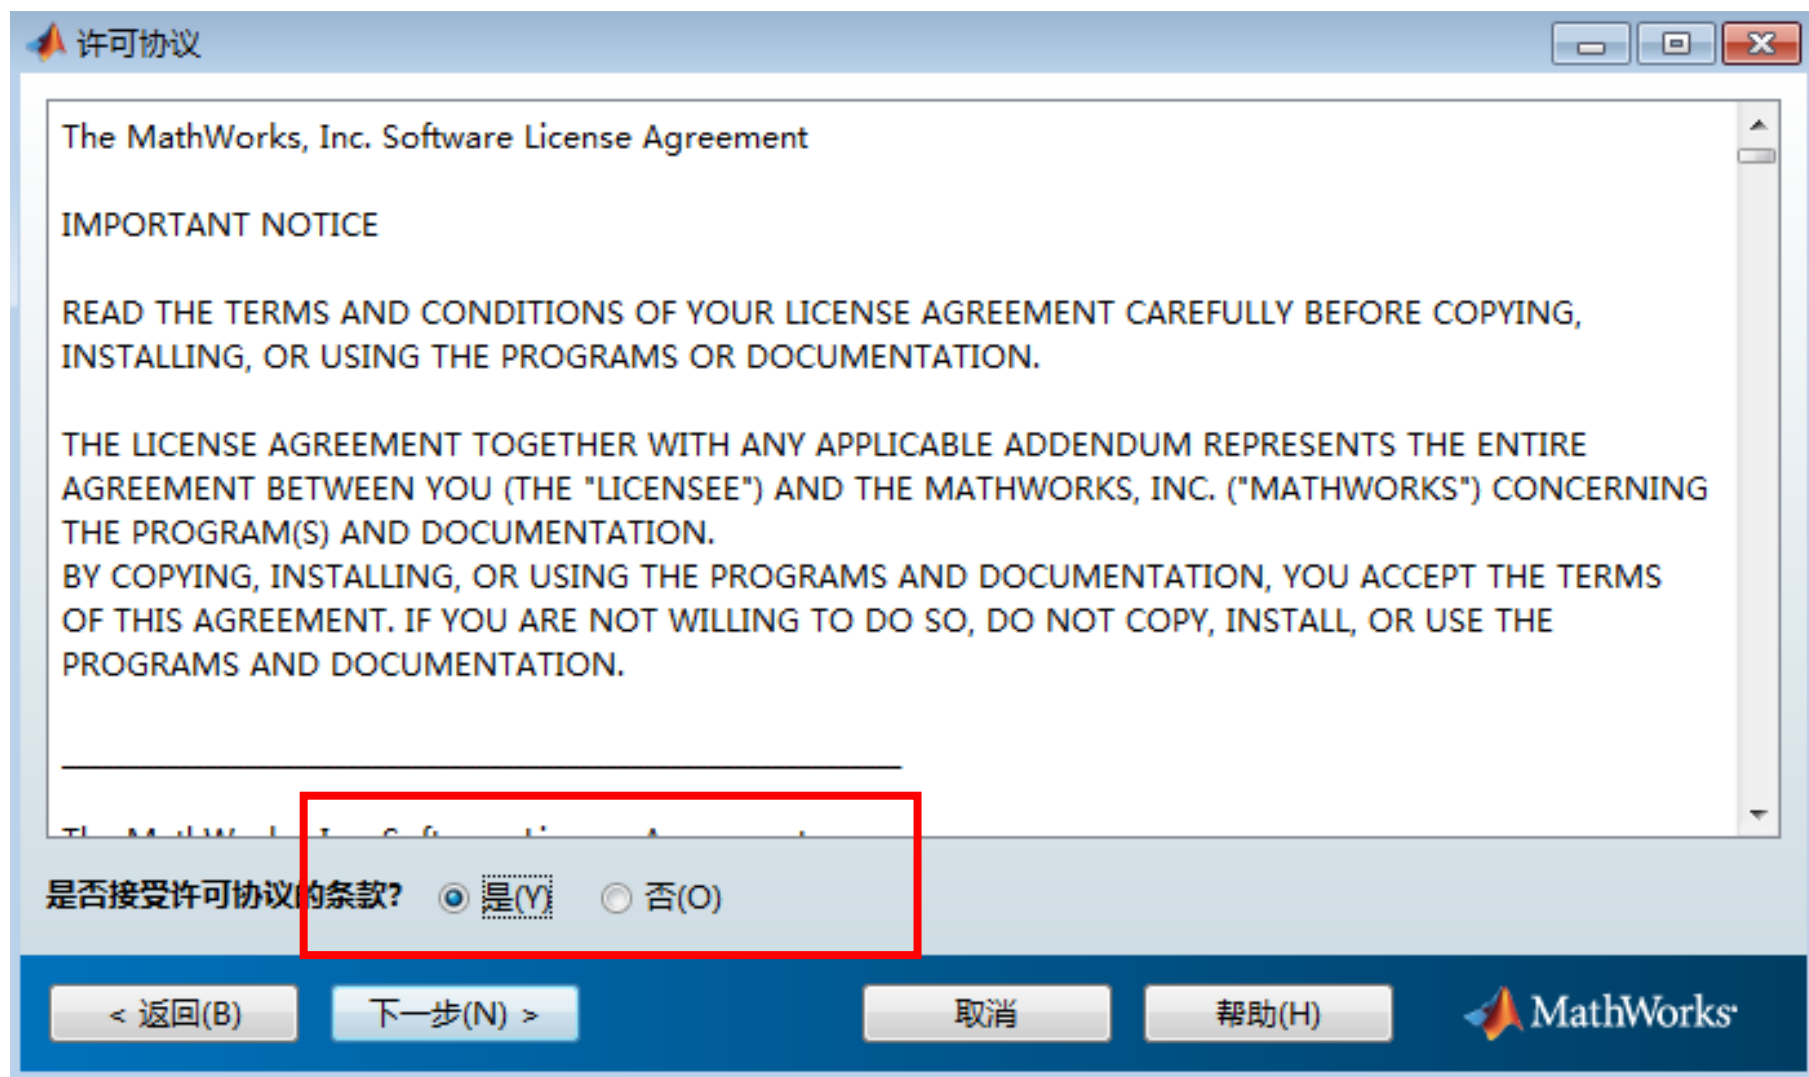 许可协议
The MathWorks, Inc. Software License Agreement
IMPORTANT NOTICE
READ THE TERMS AND CONDITIONS OF YOUR LICENSE AGREEMENT CAREFULLY BEFORE COPYING,
INSTALLING, OR USING THE PROGRAMS OR DOCUMENTATION.
THE LICENSE AGREEMENT TOGETHER WITH ANY APPLICABLE ADDENDUM REPRESENTS THE ENTIRE
AGREEMENT BETWEEN YOU (THE "LICENSEE") AND THE MATHWORKS, INC. ("MATHWORKS") CONCERNING
THE PROGRAM(S) AND DOCUMENTATION.
BY COPYING, INSTALLING, OR USING THE PROGRAMS AND DOCUMENTATION, YOU ACCEPT THE TERMS
OF THIS AGREEMENT. IF YOU ARE NOT WILLING TO DO SO, DO NOT COPY, INSTALL, OR USE THE
PROGRAMS AND DOCUMENTATION.
是否接受许可协议的条款? 是(Y) 否(O)
< 返回(B) 下一步(N) > 取消 帮助(H) MathWorks